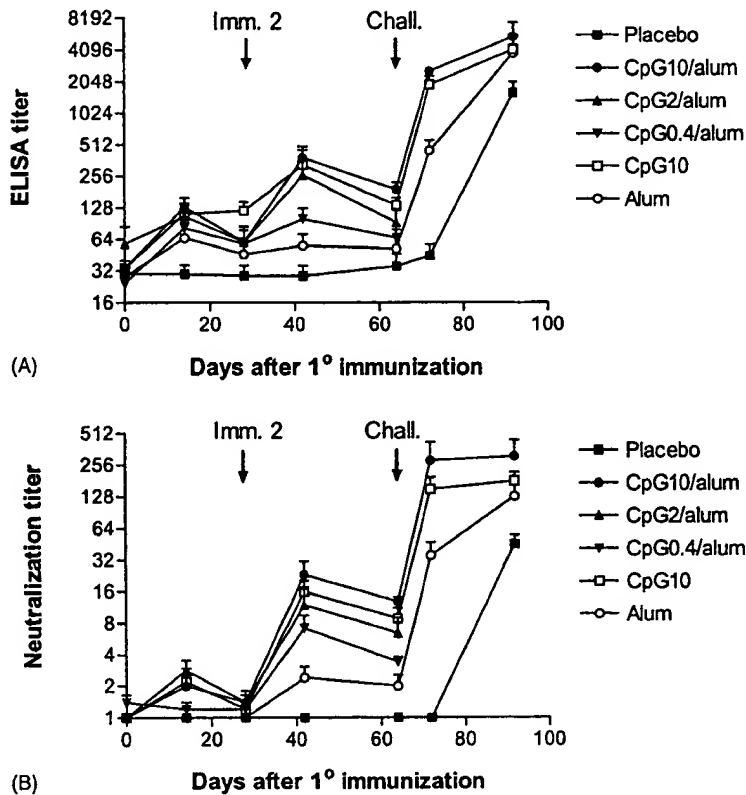 Imm. 2
Chall.
8192
4096
2048
1024
512
256
128
64
32
16
ELISA titer
0
20
40
60
80
100
Days after 1° immunization
(A)
Placebo
CpG10/alum
CpG2/alum
CpG0.4/alum
CpG10
Alum
Imm. 2
Chall.
512
256
128
64
32
16
8
4
2
1
Neutralization titer
0
20
40
60
80
100
Days after 1° immunization
(B)
Placebo
CpG10/alum
CpG2/alum
CpG0.4/alum
CpG10
Alum